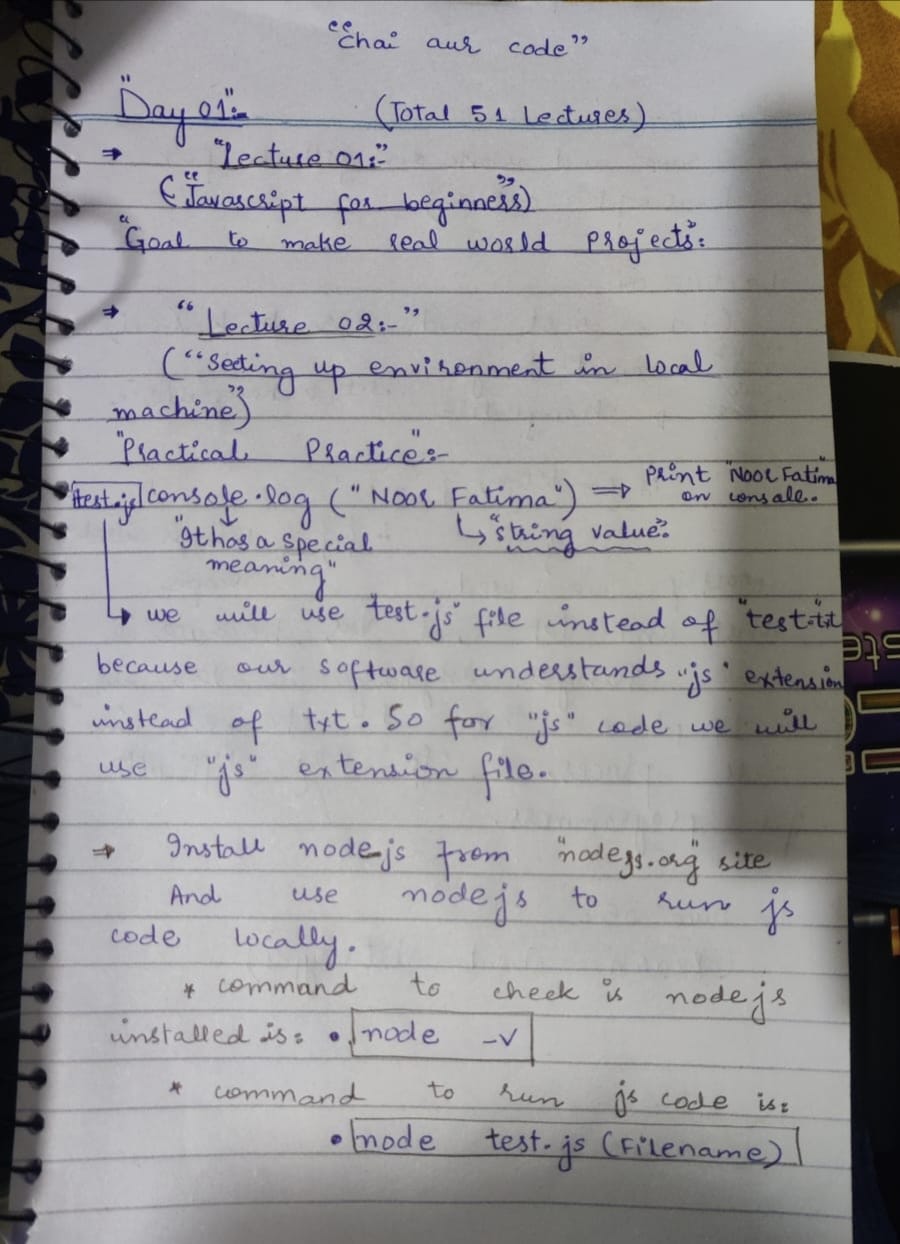 "Chai aur code"
"Day 01":- (Total 51 Lectures)
⇒ "Lecture 01:-"
("Javascript for beginners")
"Goal to make real world projects":
⇒ "Lecture 02:-"
("Setting up environment in local
machine")
"Practical Practice":-
test.js console.log ("Noor Fatima") ⇒ print "Noor Fatima
on consale.
"It has a special
meaning"
↳ "string value":
↳ we will use test.js" file instead of "test.txt
because our software understands "js" extension
instead of txt. So for "js" code we will
use "js" extension file.
⇒ Install node.js from "nodejs.org" site
And use nodejs to run js
code locally.
* command to check is nodejs
installed is: • node -v
* command to run js code is:
• node test.js (Filename)